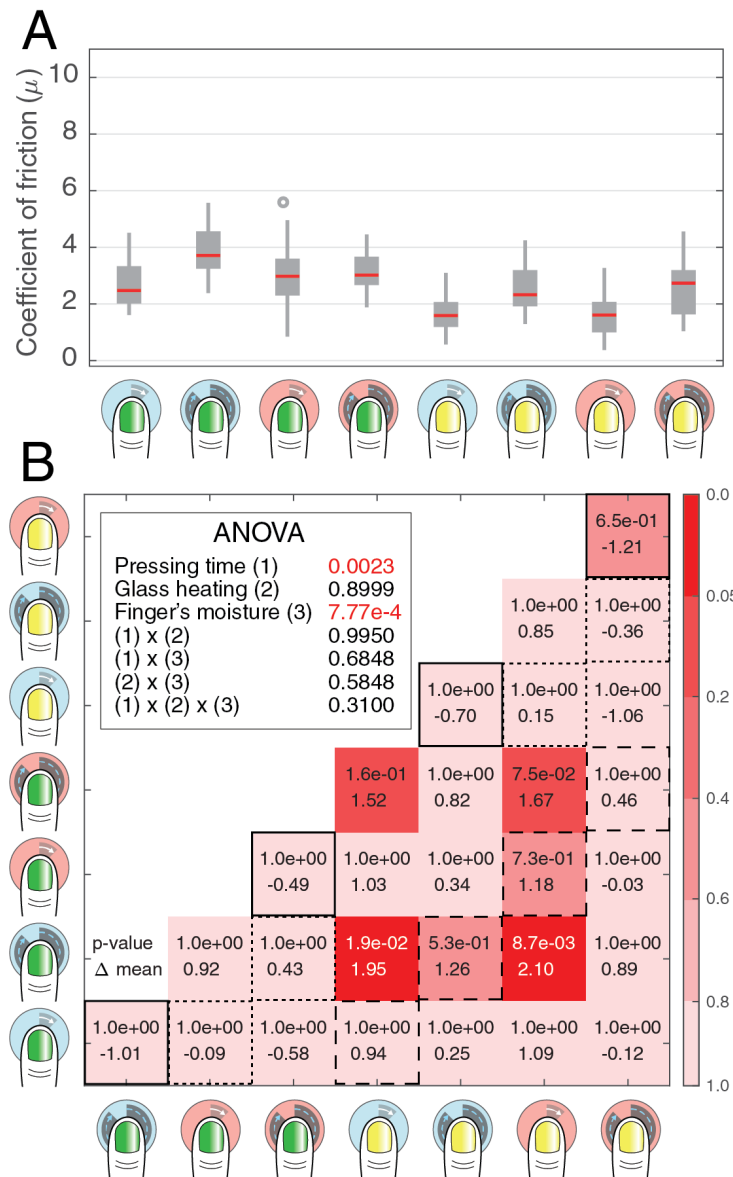 A
Coefficient of friction (μ)
10
8
6
4
2
0
B
ANOVA
Pressing time (1) 0.0023
Glass heating (2) 0.8999
Finger's moisture (3) 7.77e-4
(1) x (2) 0.9950
(1) x (3) 0.6848
(2) x (3) 0.5848
(1) x (2) x (3) 0.3100
6.5e-01
-1.21
1.0e+00 1.0e+00
0.85 -0.36
1.0e+00 1.0e+00 1.0e+00
-0.70 0.15 -1.06
1.6e-01 1.0e+00 7.5e-02 1.0e+00
1.52 0.82 1.67 0.46
1.0e+00 1.0e+00 1.0e+00 7.3e-01 1.0e+00
-0.49 1.03 0.34 1.18 -0.03
p-value 1.0e+00 1.0e+00 1.9e-02 5.3e-01 8.7e-03 1.0e+00
Δ mean 0.92 0.43 1.95 1.26 2.10 0.89
1.0e+00 1.0e+00 1.0e+00 1.0e+00 1.0e+00 1.0e+00 1.0e+00
-1.01 -0.09 -0.58 0.94 0.25 1.09 -0.12
0.0
0.05
0.2
0.4
0.6
0.8
1.0